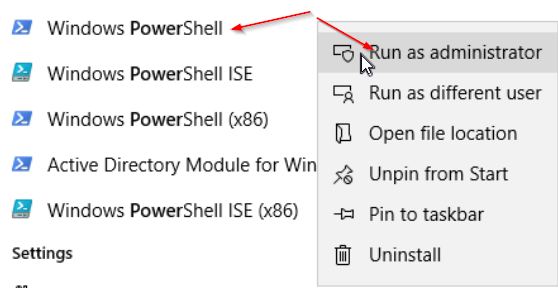 Windows PowerShell
Windows PowerShell ISE
Windows PowerShell (x86)
Active Directory Module for Win
Windows PowerShell ISE (x86)
Settings
Run as administrator
Run as different user
Open file location
Unpin from Start
Pin to taskbar
Uninstall